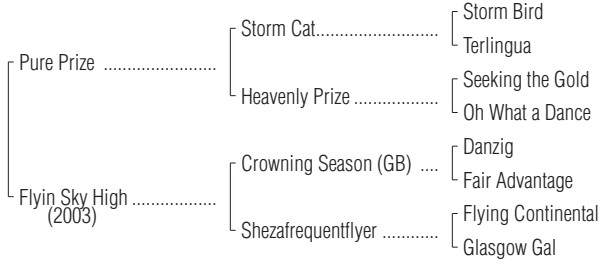 Storm Bird
Storm Cat..............................
Terlingua
Pure Prize ...........................
Seeking the Gold
Heavenly Prize ....................
Oh What a Dance
Danzig
Crowning Season (GB) ....
Fair Advantage
Flyin Sky High ....................
(2003)
Flying Continental
Shezafrequentflyer .............
Glasgow Gal